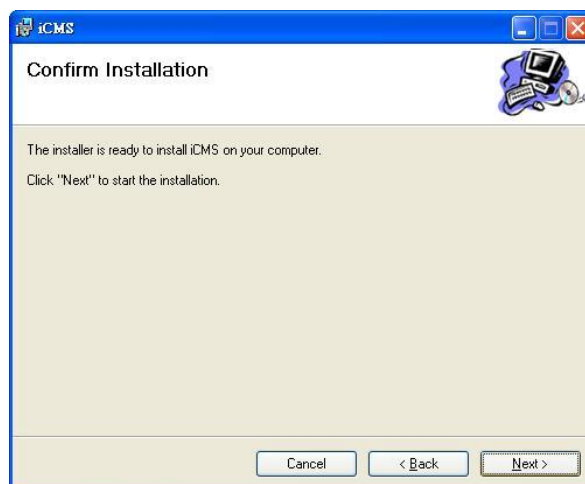 iCMS
Confirm Installation
The installer is ready to install iCMS on your computer.
Click "Next" to start the installation.
Cancel
< Back
Next >